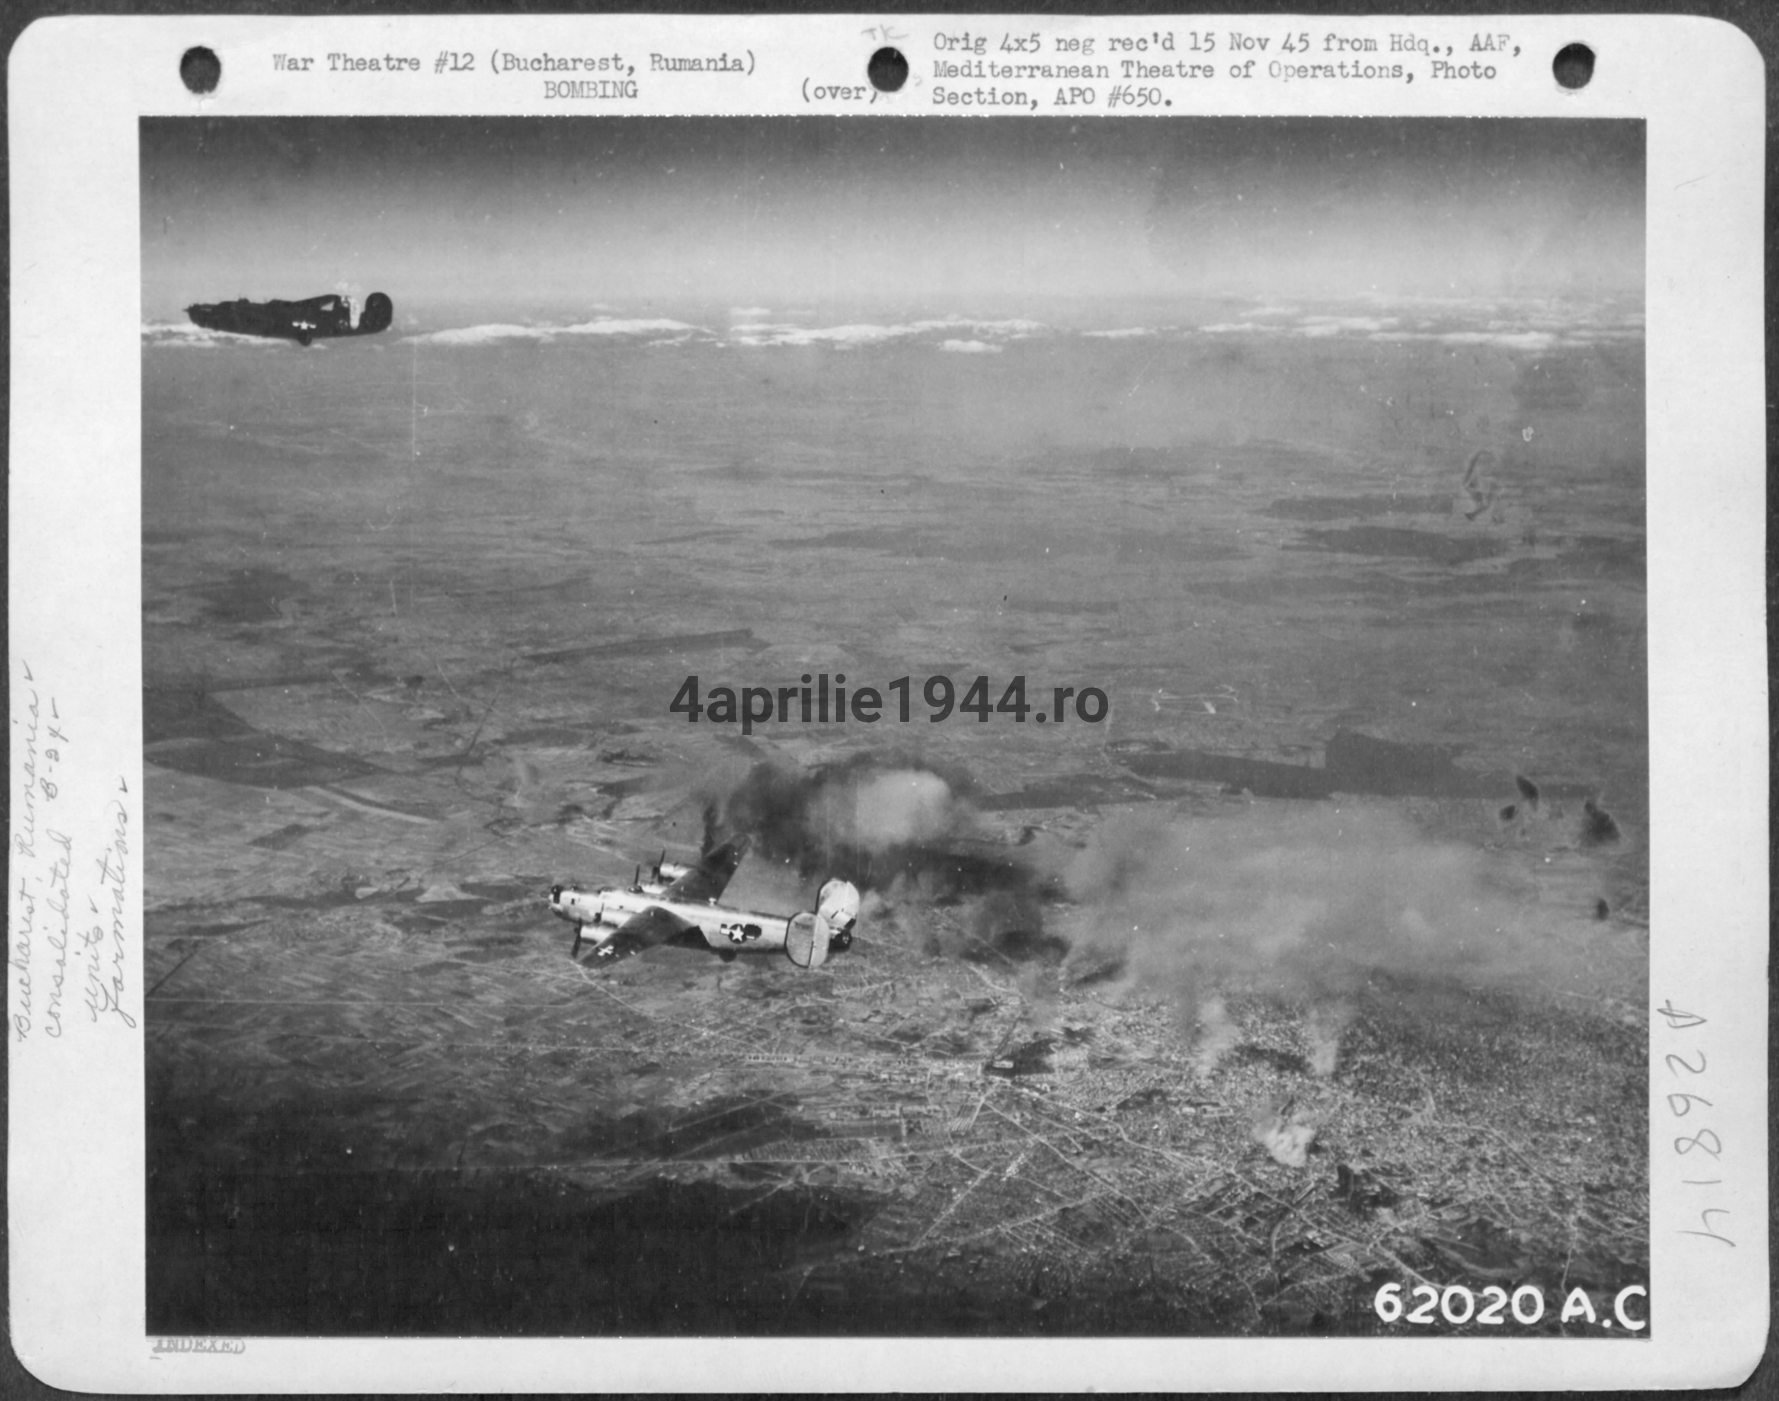 TK
War Theatre #12 (Bucharest, Rumania)
BOMBING (over)
Orig 4x5 neg rec'd 15 Nov 45 from Hdq., AAF,
Mediterranean Theatre of Operations, Photo
Section, APO #650.
4aprilie1944.ro
Bucharest, Rumania
Consolidated B-24
Units
Formations
A26814
62020 A.C
INDEXED